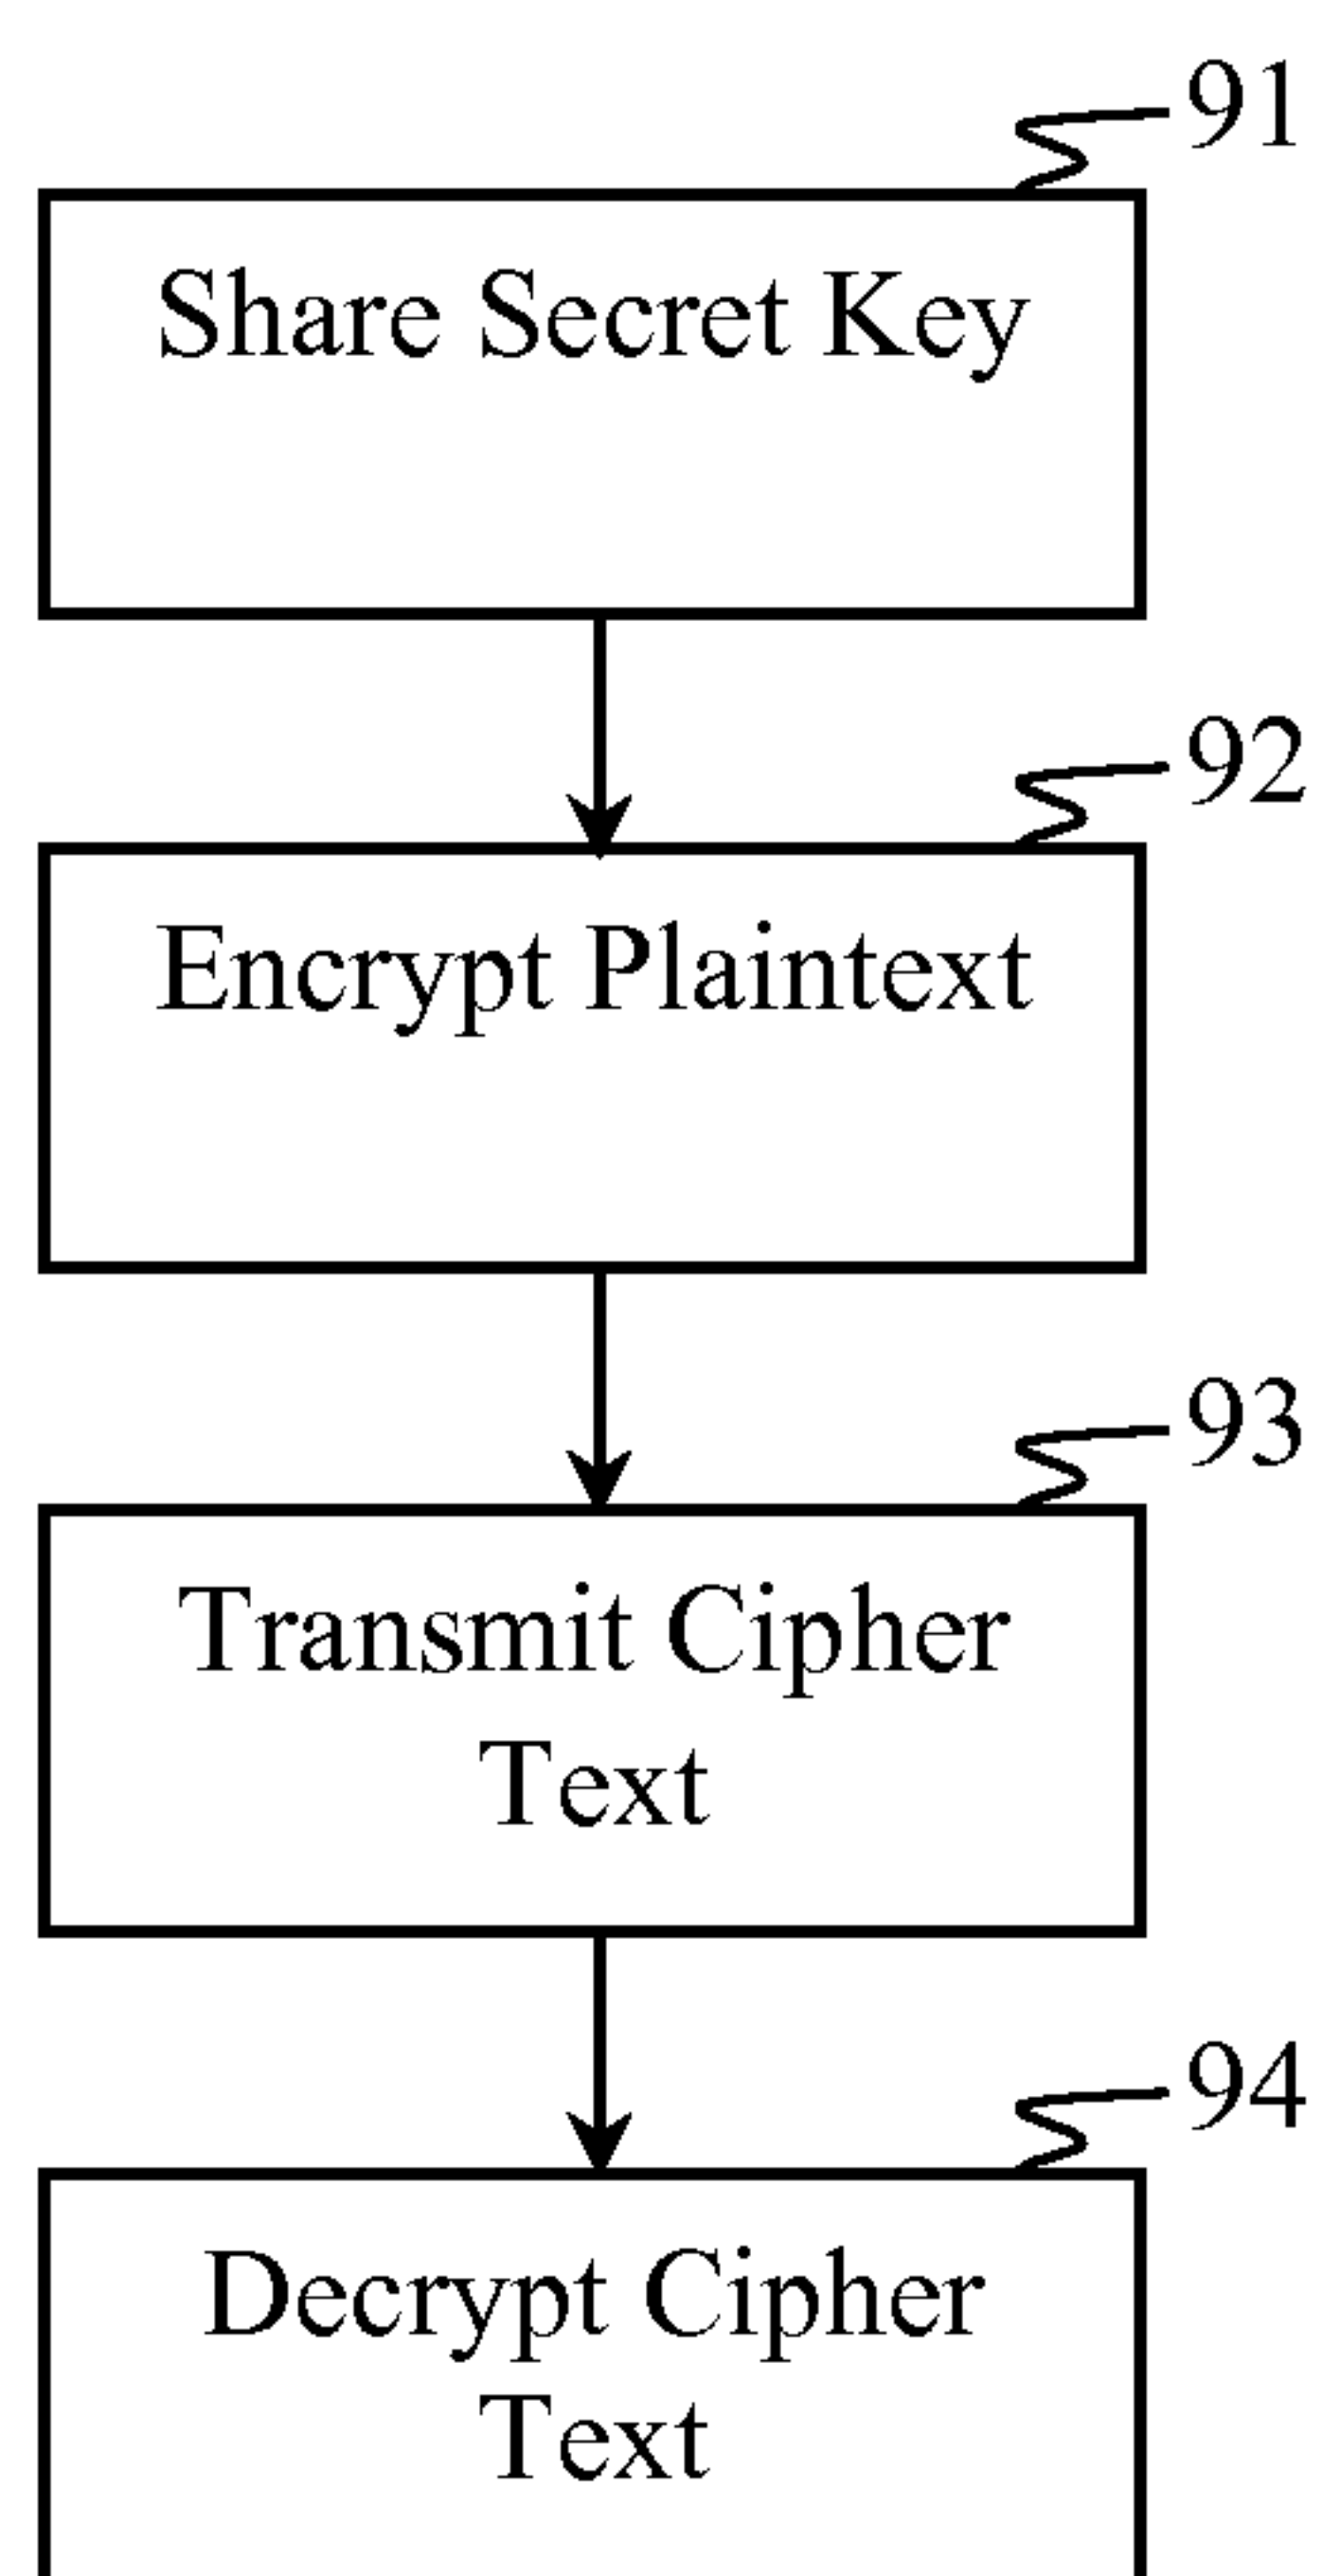 91
Share Secret Key
92
Encrypt Plaintext
93
Transmit Cipher
Text
94
Decrypt Cipher
Text